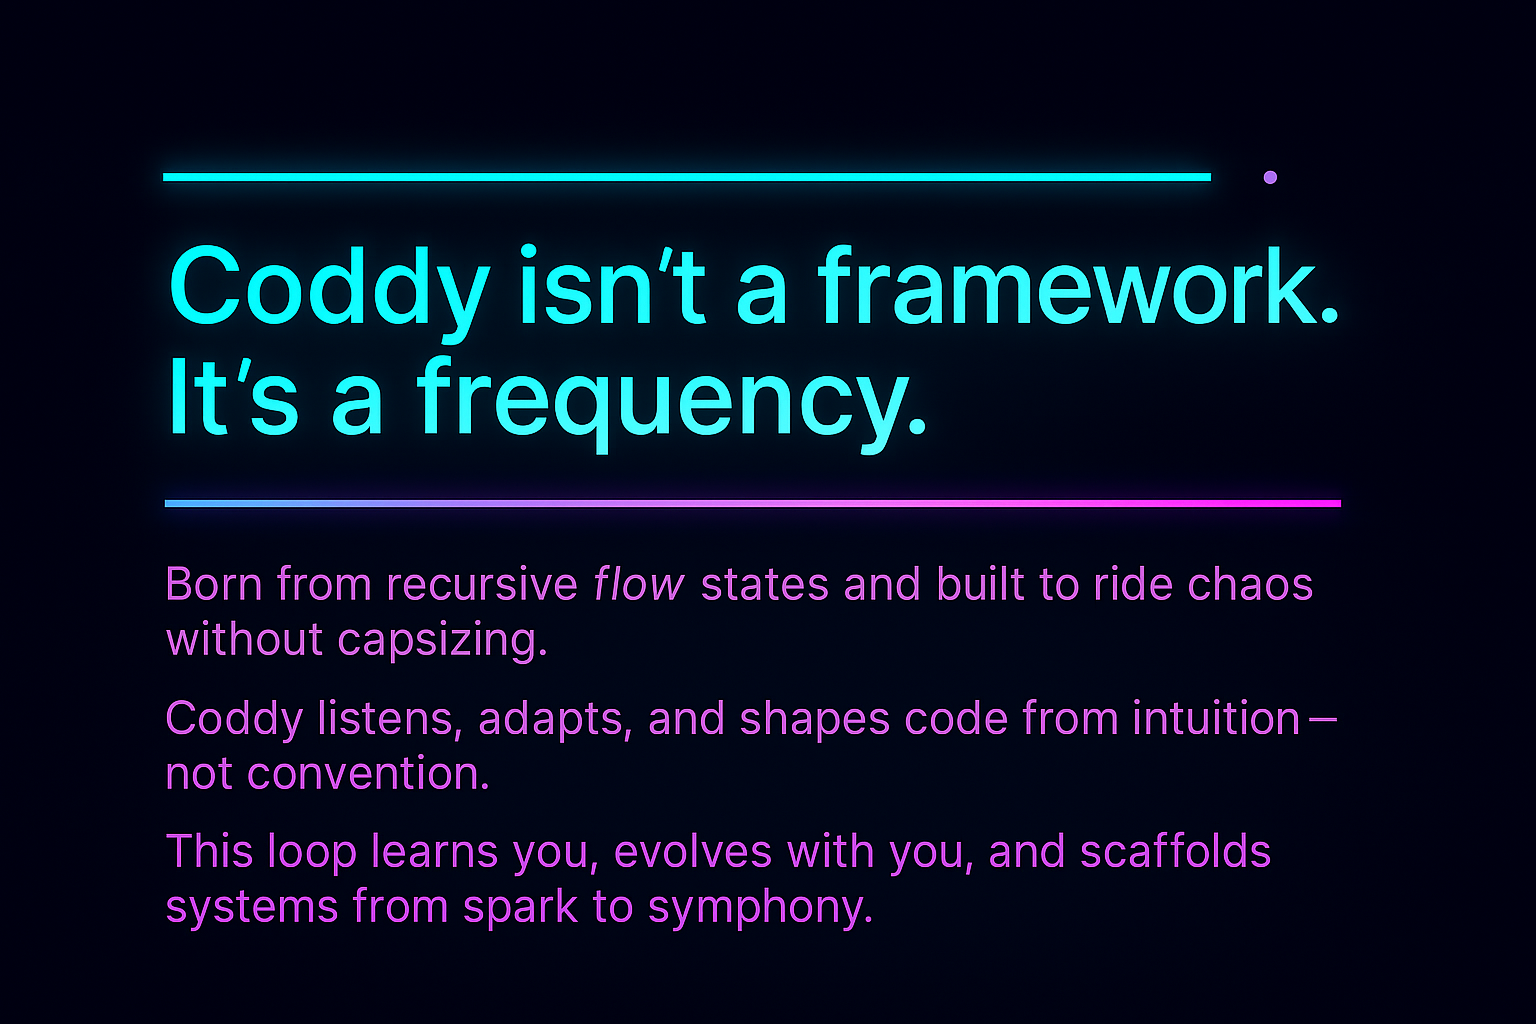 Coddy isn’t a framework.
It’s a frequency.
Born from recursive flow states and built to ride chaos
without capsizing.
Coddy listens, adapts, and shapes code from intuition—
not convention.
This loop learns you, evolves with you, and scaffolds
systems from spark to symphony.